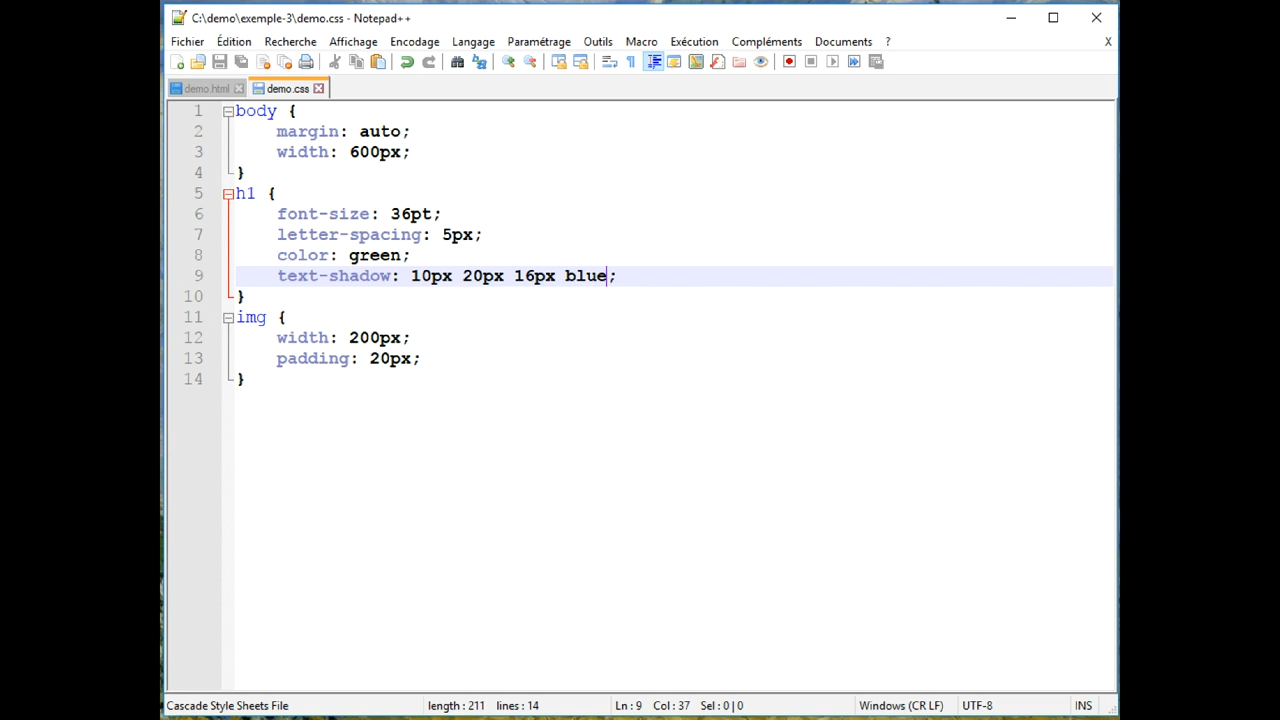 C:\demo\exemple-3\demo.css - Notepad++
Fichier Édition Recherche Affichage Encodage Langage Paramétrage Outils Macro Exécution Compléments Documents ? X
demo.html demo.css
1 body {
2 margin: auto;
3 width: 600px;
4 }
5 h1 {
6 font-size: 36pt;
7 letter-spacing: 5px;
8 color: green;
9 text-shadow: 10px 20px 16px blue;
10 }
11 img {
12 width: 200px;
13 padding: 20px;
14 }
Cascade Style Sheets File length : 211 lines : 14 Ln : 9 Col : 37 Sel : 0 | 0 Windows (CR LF) UTF-8 INS